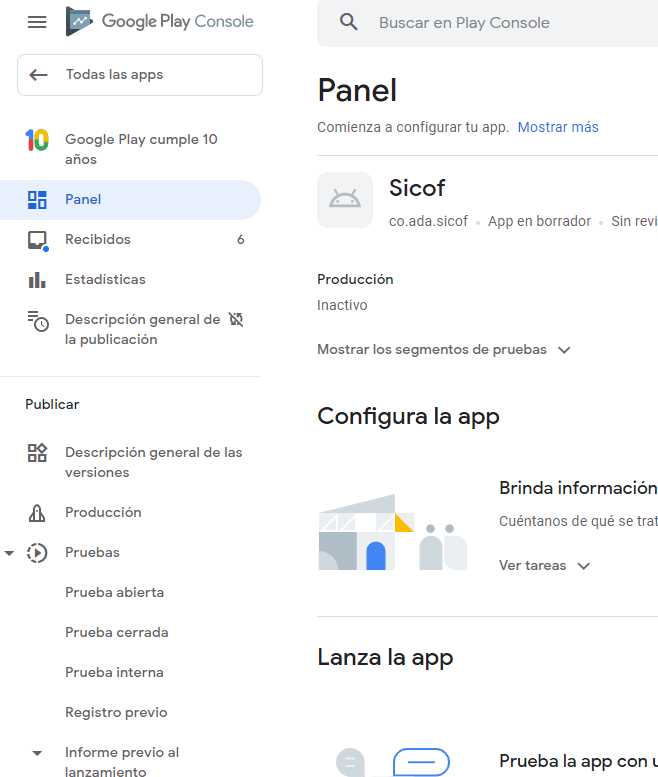 Google Play Console
Buscar en Play Console
Todas las apps
Google Play cumple 10
años
Panel
Recibidos 6
Estadísticas
Descripción general de
la publicación
Publicar
Descripción general de las
versiones
Producción
Pruebas
Prueba abierta
Prueba cerrada
Prueba interna
Registro previo
Informe previo al
lanzamiento
Panel
Comienza a configurar tu app. Mostrar más
Sicof
co.ada.sicof • App en borrador • Sin revi
Producción
Inactivo
Mostrar los segmentos de pruebas
Configura la app
Brinda información
Cuéntanos de qué se trat
Ver tareas
Lanza la app
Prueba la app con u